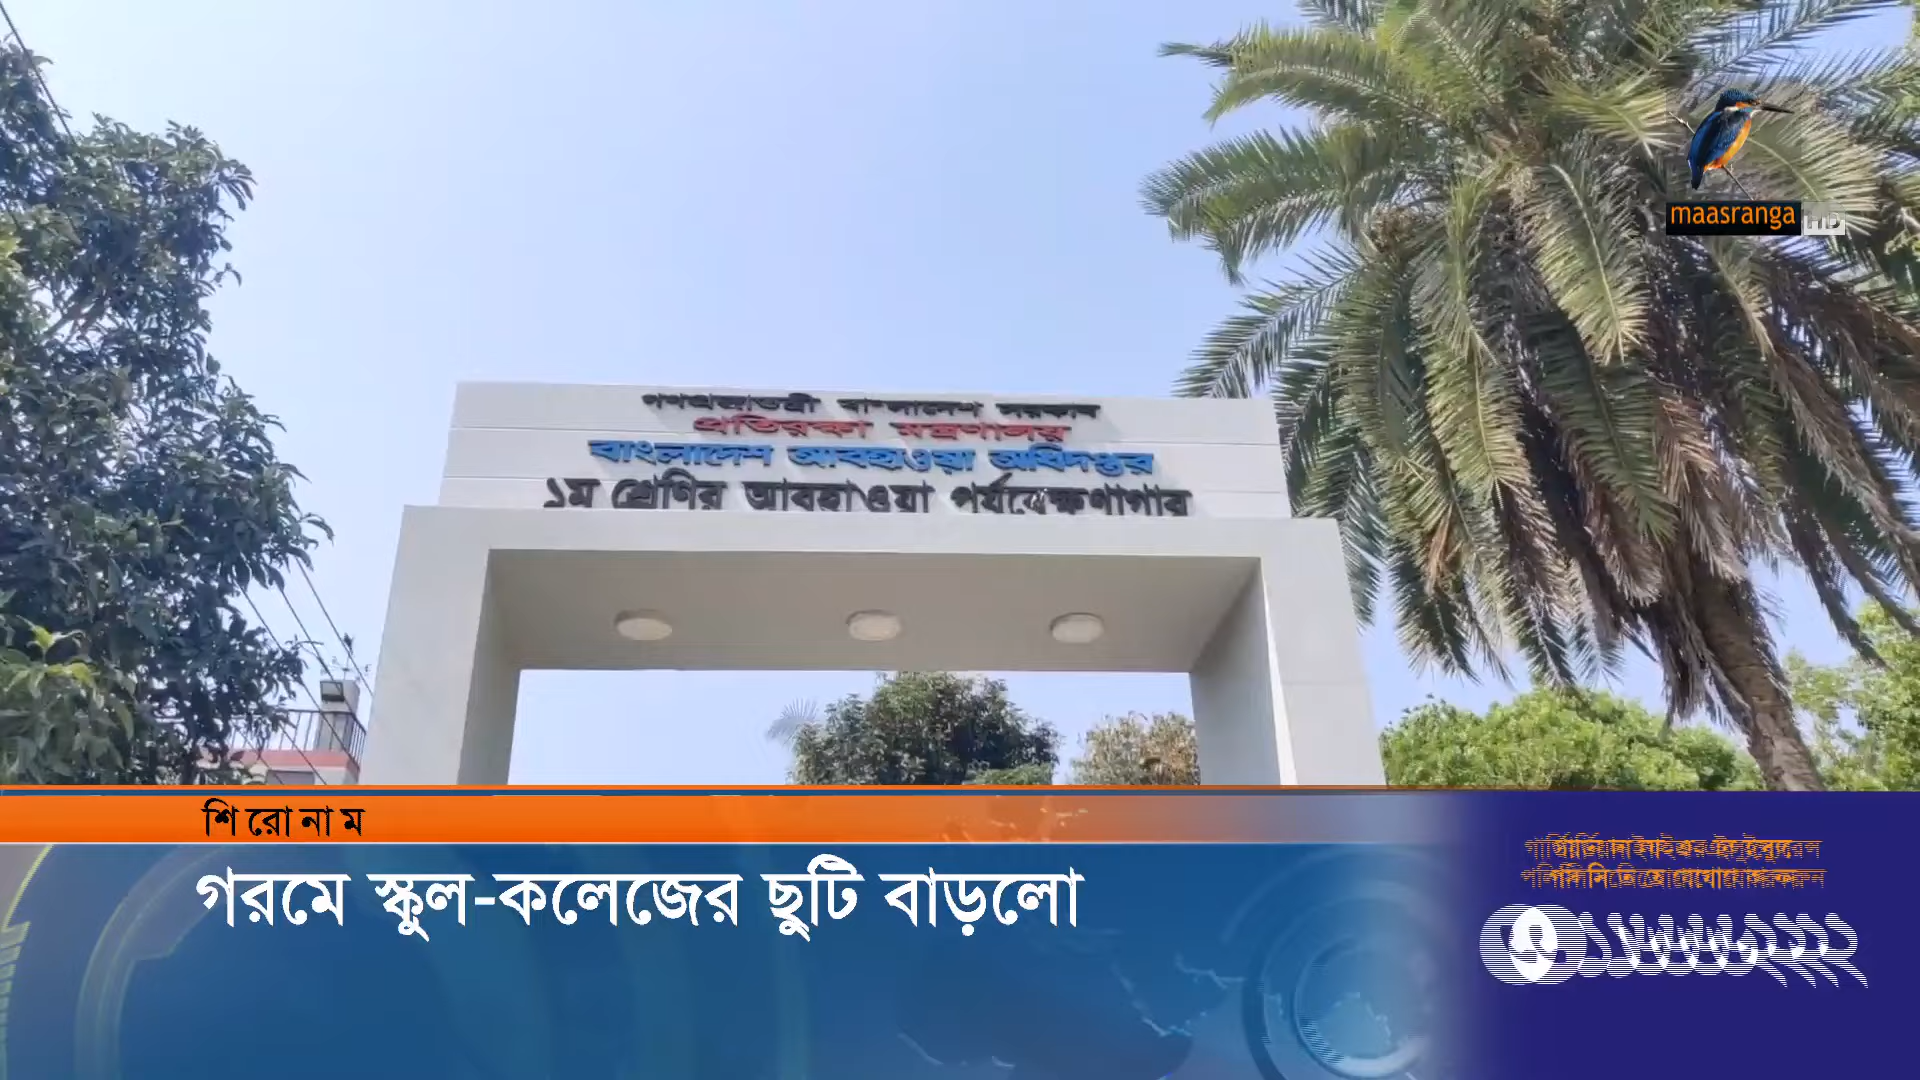 maasranga HD
গণপ্রজাতন্ত্রী বাংলাদেশ সরকার
প্রতিরক্ষা মন্ত্রণালয়
বাংলাদেশ আবহাওয়া অধিদপ্তর
১ম শ্রেণির আবহাওয়া পর্যবেক্ষণাগার
শিরোনাম
গরমে স্কুল-কলেজের ছুটি বাড়লো